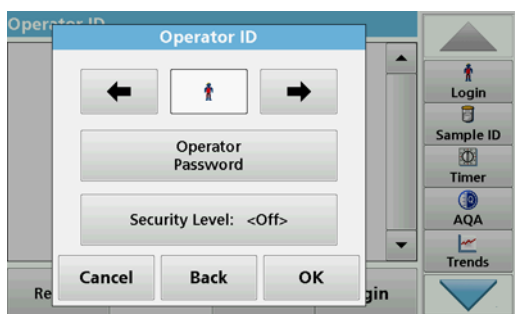 Operator ID
Operator ID
Operator
Password
Security Level: <Off>
Cancel
Back
OK
Login
Sample ID
Timer
AQA
Trends